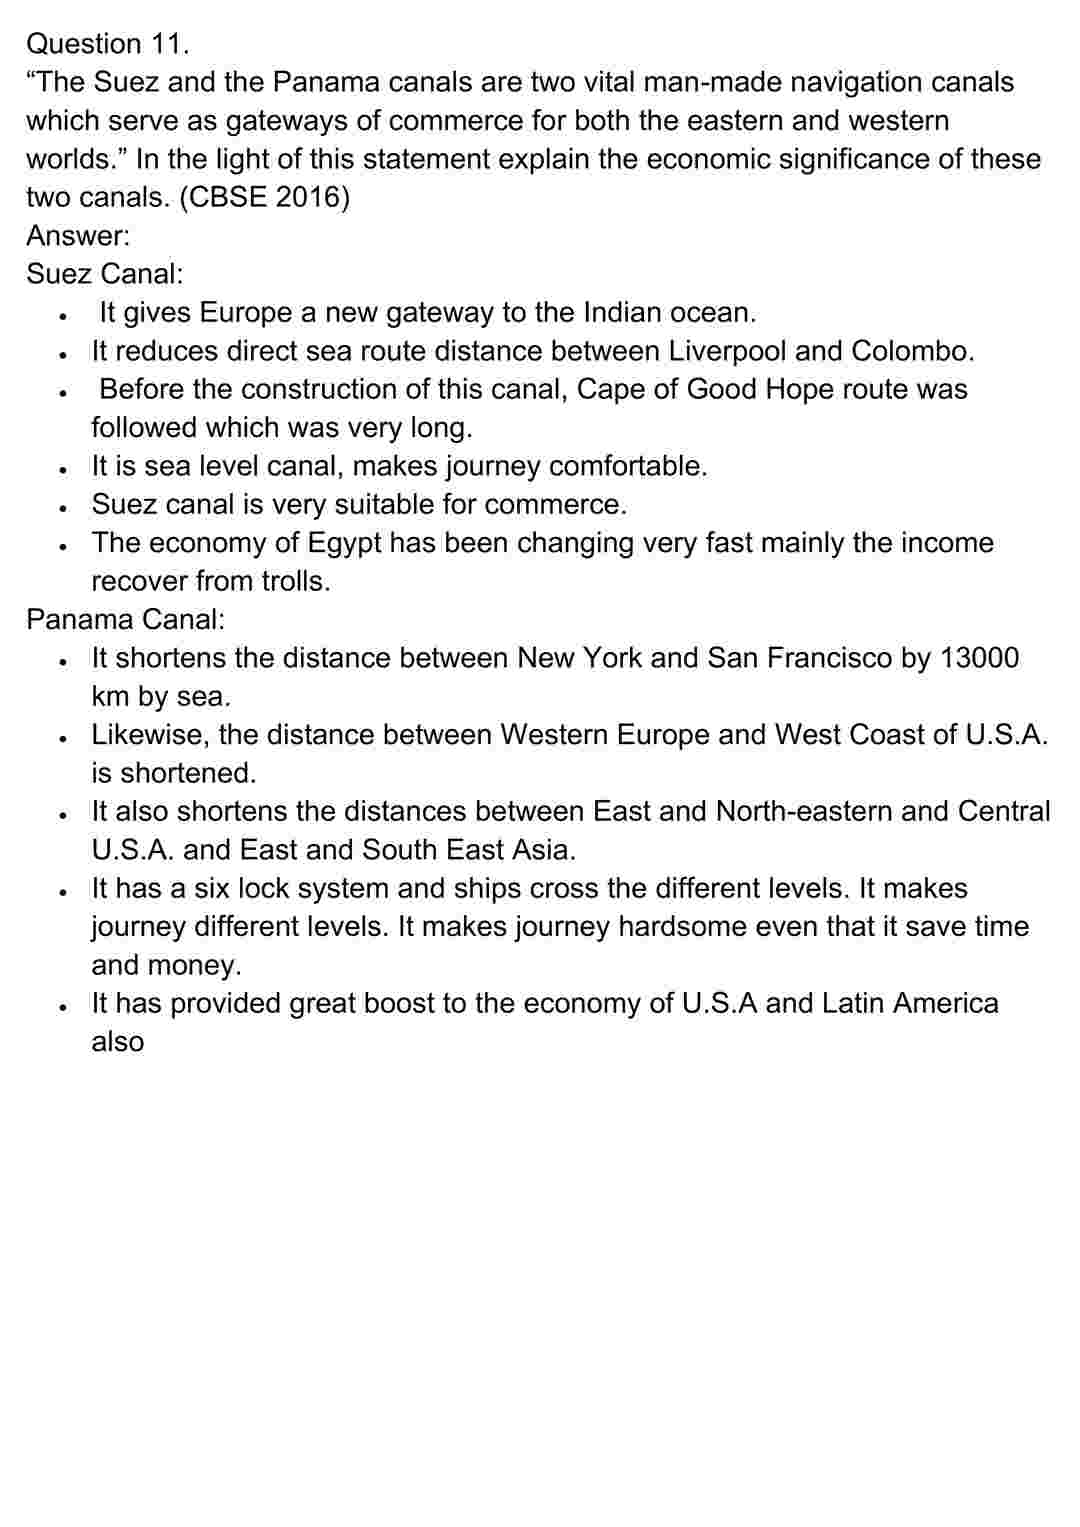 Question 11.
“The Suez and the Panama canals are two vital man-made navigation canals
which serve as gateways of commerce for both the eastern and western
worlds.” In the light of this statement explain the economic significance of these
two canals. (CBSE 2016)
Answer:
Suez Canal:
• It gives Europe a new gateway to the Indian ocean.
• It reduces direct sea route distance between Liverpool and Colombo.
• Before the construction of this canal, Cape of Good Hope route was
followed which was very long.
• It is sea level canal, makes journey comfortable.
• Suez canal is very suitable for commerce.
• The economy of Egypt has been changing very fast mainly the income
recover from trolls.
Panama Canal:
• It shortens the distance between New York and San Francisco by 13000
km by sea.
• Likewise, the distance between Western Europe and West Coast of U.S.A.
is shortened.
• It also shortens the distances between East and North-eastern and Central
U.S.A. and East and South East Asia.
• It has a six lock system and ships cross the different levels. It makes
journey different levels. It makes journey hardsome even that it save time
and money.
• It has provided great boost to the economy of U.S.A and Latin America
also